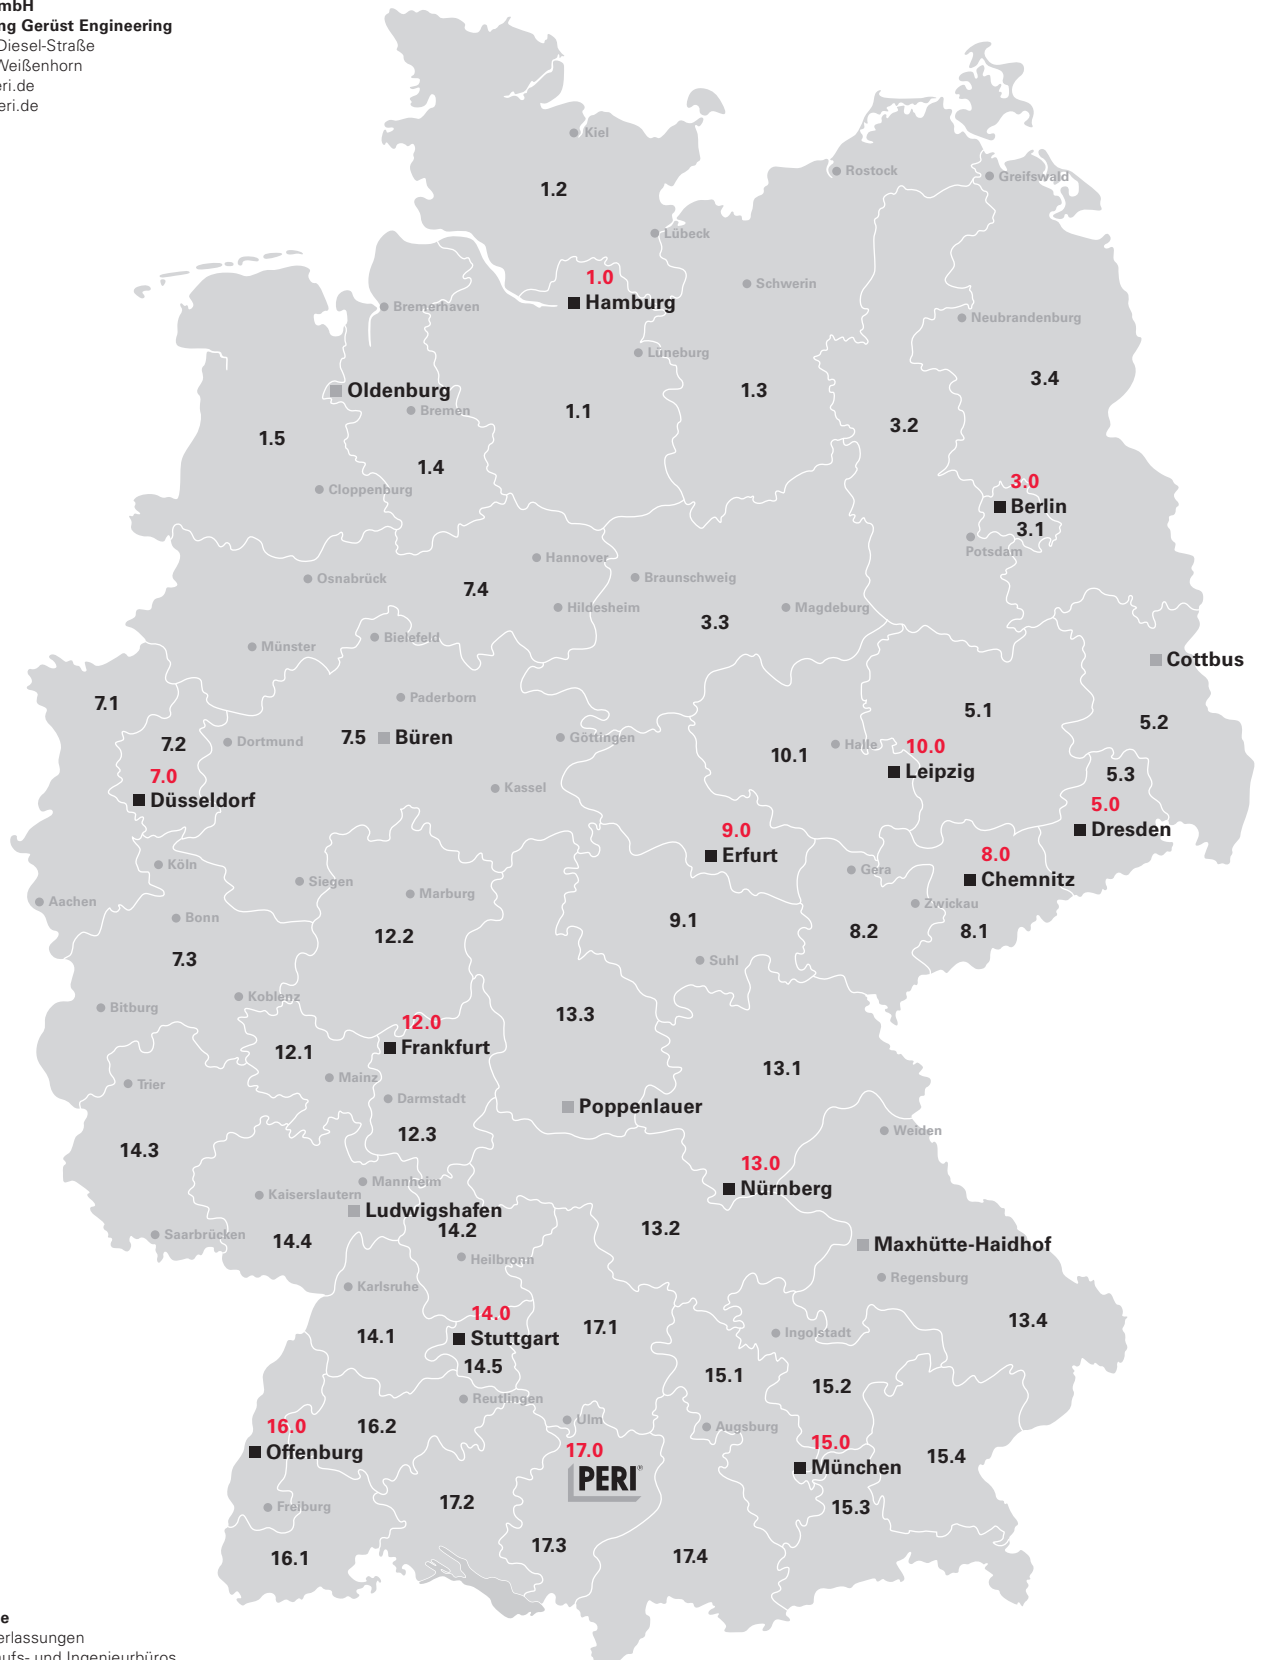 mbH
ng Gerüst Engineering
Diesel-Straße
Weißenhorn
eri.de
eri.de
Kiel
Rostock
Greifswald
1.2
Lübeck
1.0
Schwerin
Hamburg
Bremerhaven
Neubrandenburg
Lüneburg
3.4
Oldenburg
1.3
Bremen
1.1
3.2
1.5
1.4
3.0
Cloppenburg
Berlin
3.1
Potsdam
Hannover
Osnabrück
Braunschweig
7.4
Hildesheim
Magdeburg
3.3
Bielefeld
Münster
Cottbus
Paderborn
7.1
5.1
5.2
7.5
Büren
Göttingen
7.2
Dortmund
Halle
10.0
10.1
Leipzig
5.3
7.0
Kassel
Düsseldorf
5.0
9.0
Dresden
Erfurt
8.0
Köln
Gera
Chemnitz
Siegen
Marburg
Aachen
Zwickau
Bonn
9.1
12.2
8.2
8.1
7.3
Suhl
Koblenz
Bitburg
13.3
12.0
Frankfurt
12.1
13.1
Mainz
Trier
Darmstadt
Poppenlauer
12.3
Weiden
14.3
13.0
Mannheim
Nürnberg
Kaiserslautern
Ludwigshafen
13.2
14.2
Saarbrücken
14.4
Maxhütte-Haidhof
Heilbronn
Regensburg
Karlsruhe
14.0
13.4
17.1
14.1
Stuttgart
Ingolstadt
14.5
15.1
15.2
Reutlingen
Ulm
16.0
16.2
Augsburg
15.0
Offenburg
17.0
15.4
München
PERI®
17.2
Freiburg
15.3
17.3
17.4
16.1
e
erlassungen
aufs- und Ingenieurbüros